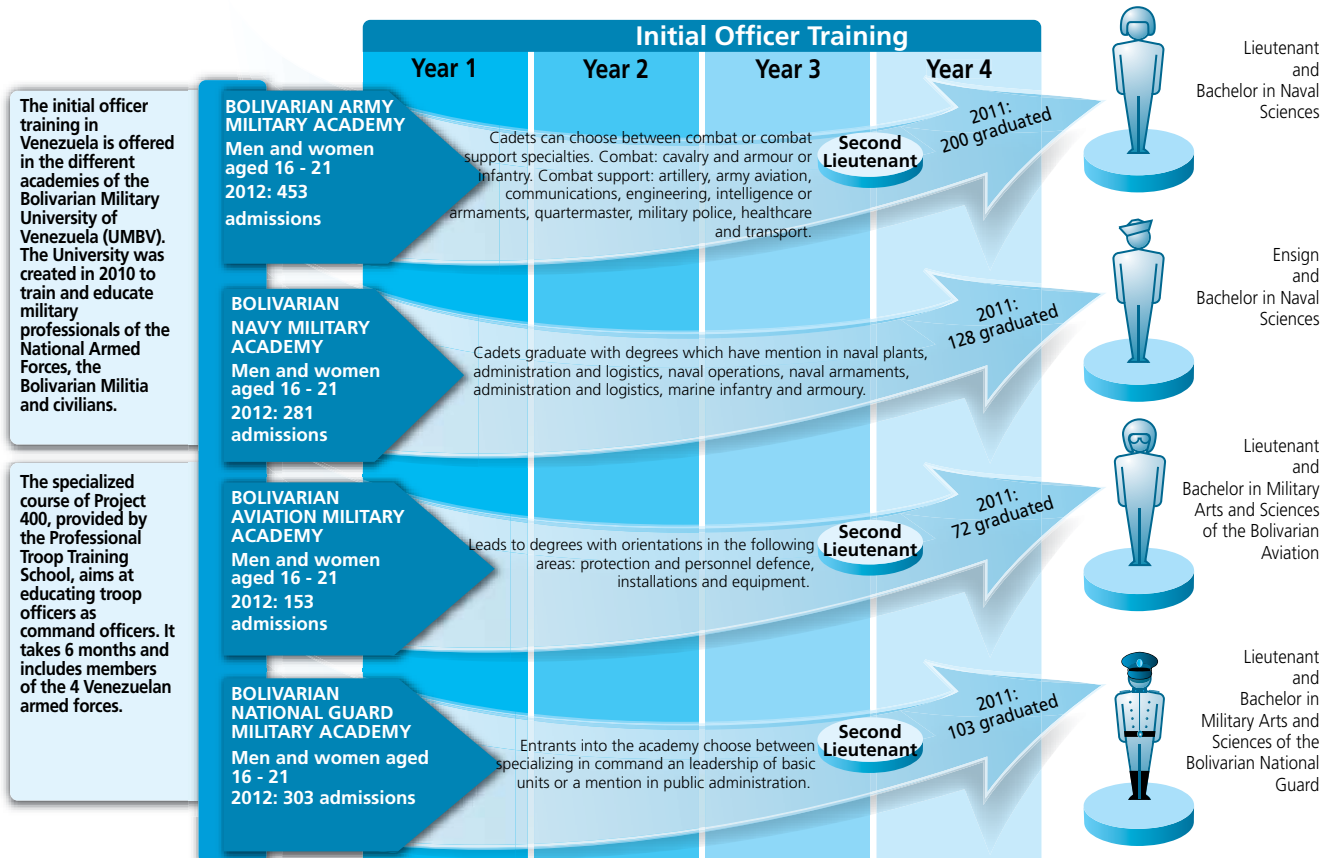 Initial Officer Training
Year 1
Year 2
Year 3
Year 4
The initial officer
training in
Venezuela is offered
in the different
academies of the
Bolivarian Military
University of
Venezuela (UMBV).
The University was
created in 2010 to
train and educate
military
professionals of the
National Armed
Forces, the
Bolivarian Militia
and civilians.
The specialized
course of Project
400, provided by
the Professional
Troop Training
School, aims at
educating troop
officers as
command officers. It
takes 6 months and
includes members
of the 4 Venezuelan
armed forces.
BOLIVARIAN ARMY
MILITARY ACADEMY
Men and women
aged 16 - 21
2012: 453
admissions
Cadets can choose between combat or combat
support specialties. Combat: cavalry and armour or
infantry. Combat support: artillery, army aviation,
communications, engineering, intelligence or
armaments, quartermaster, military police, healthcare
and transport.
Second
Lieutenant
2011:
200 graduated
Lieutenant
and
Bachelor in Naval
Sciences
BOLIVARIAN
NAVY MILITARY
ACADEMY
Men and women
aged 16 - 21
2012: 281
admissions
Cadets graduate with degrees which have mention in naval plants,
administration and logistics, naval operations, naval armaments,
administration and logistics, marine infantry and armoury.
2011:
128 graduated
Ensign
and
Bachelor in Naval
Sciences
BOLIVARIAN
AVIATION MILITARY
ACADEMY
Men and women
aged 16 - 21
2012: 153
admissions
Leads to degrees with orientations in the following
areas: protection and personnel defence,
installations and equipment.
Second
Lieutenant
2011:
72 graduated
Lieutenant
and
Bachelor in Military
Arts and Sciences
of the Bolivarian
Aviation
BOLIVARIAN
NATIONAL GUARD
MILITARY ACADEMY
Men and women aged
16 - 21
2012: 303 admissions
Entrants into the academy choose between
specializing in command an leadership of basic
units or a mention in public administration.
Second
Lieutenant
2011:
103 graduated
Lieutenant
and
Bachelor in
Military Arts and
Sciences of the
Bolivarian National
Guard